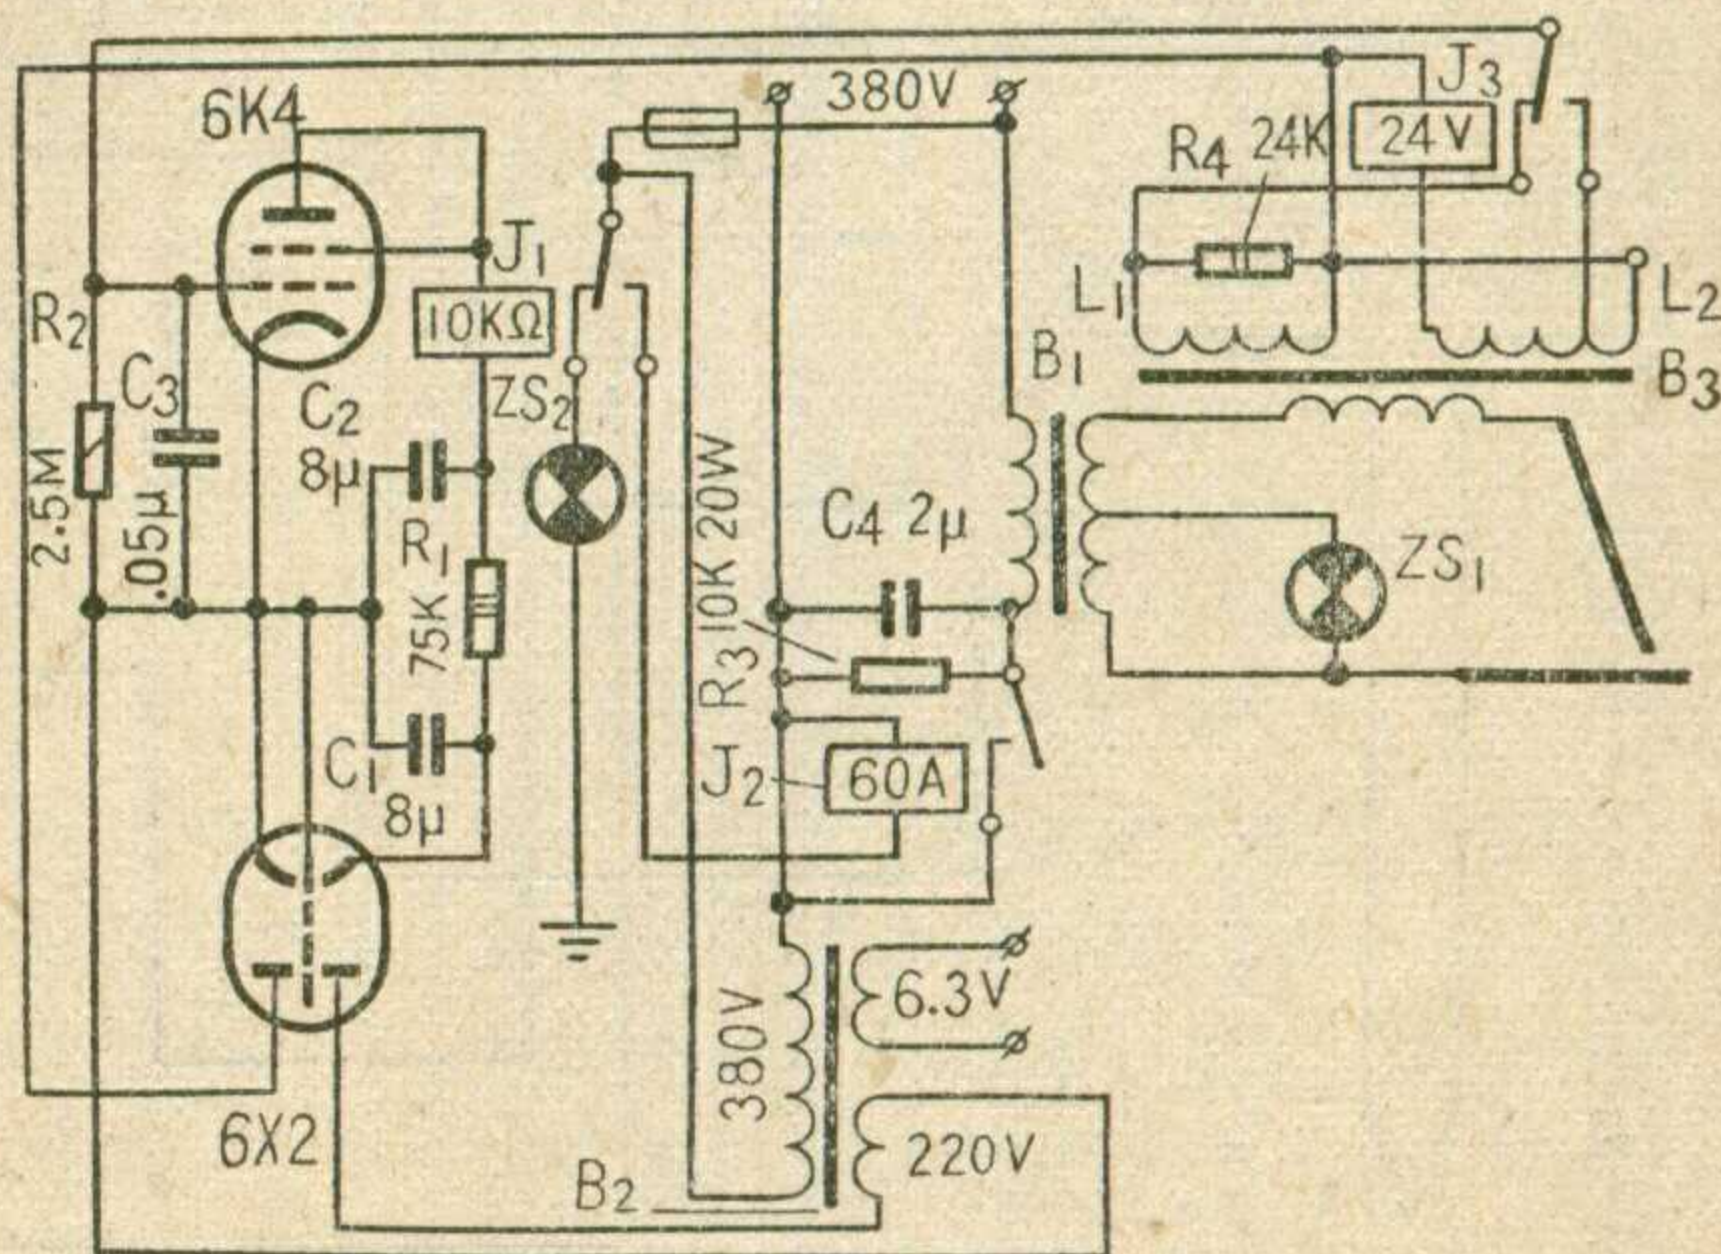 6K4
380V
J3
24V
R4 24K
J1
10KΩ
L1
L2
R2
C3
C2
8μ
ZS2
B1
B3
2.5M
.05μ
R1
75K
10K 20W
C4 2μ
ZS1
R3
C1
8μ
J2
60A
6.3V
380V
6X2
B2
220V